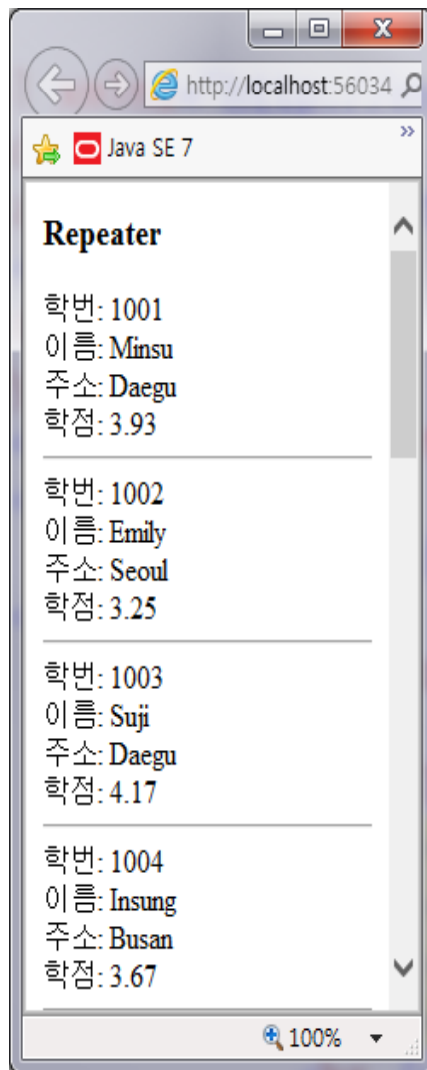 http://localhost:56034
Java SE 7
Repeater
학번: 1001
이름: Minsu
주소: Daegu
학점: 3.93
학번: 1002
이름: Emily
주소: Seoul
학점: 3.25
학번: 1003
이름: Suji
주소: Daegu
학점: 4.17
학번: 1004
이름: Insung
주소: Busan
학점: 3.67
100%